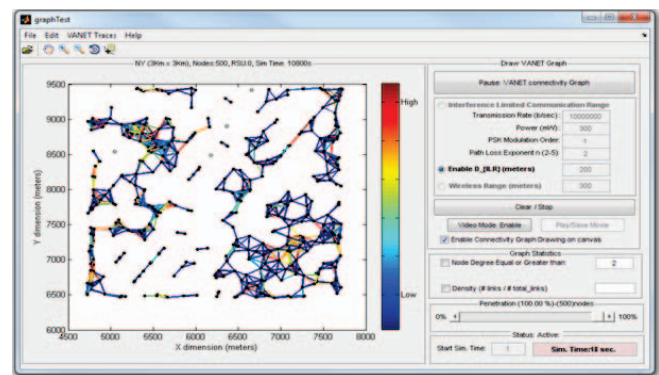 graphTest
File Edit VANET Traces Help
NY (3Km x 3Km), Nodes:500, RSU:0, Sim Time: 10800s
9500
9000
8500
8000
7500
7000
6500
6000
4500 5000 5500 6000 6500 7000 7500 8000
Y dimension (meters)
X dimension (meters)
High
Low
Draw VANET Graph
Pause: VANET connectivity Graph
Interference Limited Communication Range
Transmission Rate (b/sec): 10000000
Power (mW): 300
PSK Modulation Order: 1
Path Loss Exponent n (2-5): 2
Enable D_{ILR} (meters) 200
Wireless Range (meters) 300
Clear / Stop
Video Mode: Enable Play/Save Movie
Enable Connectivity Graph Drawing on canvas
Graph Statistics
Node Degree Equal or Greater than: 2
Density (# links / # total_links)
Penetration (100.00 %)-(500)nodes
0% 100%
Status: Active:
Start Sim. Time: 1 Sim. Time:18 sec.